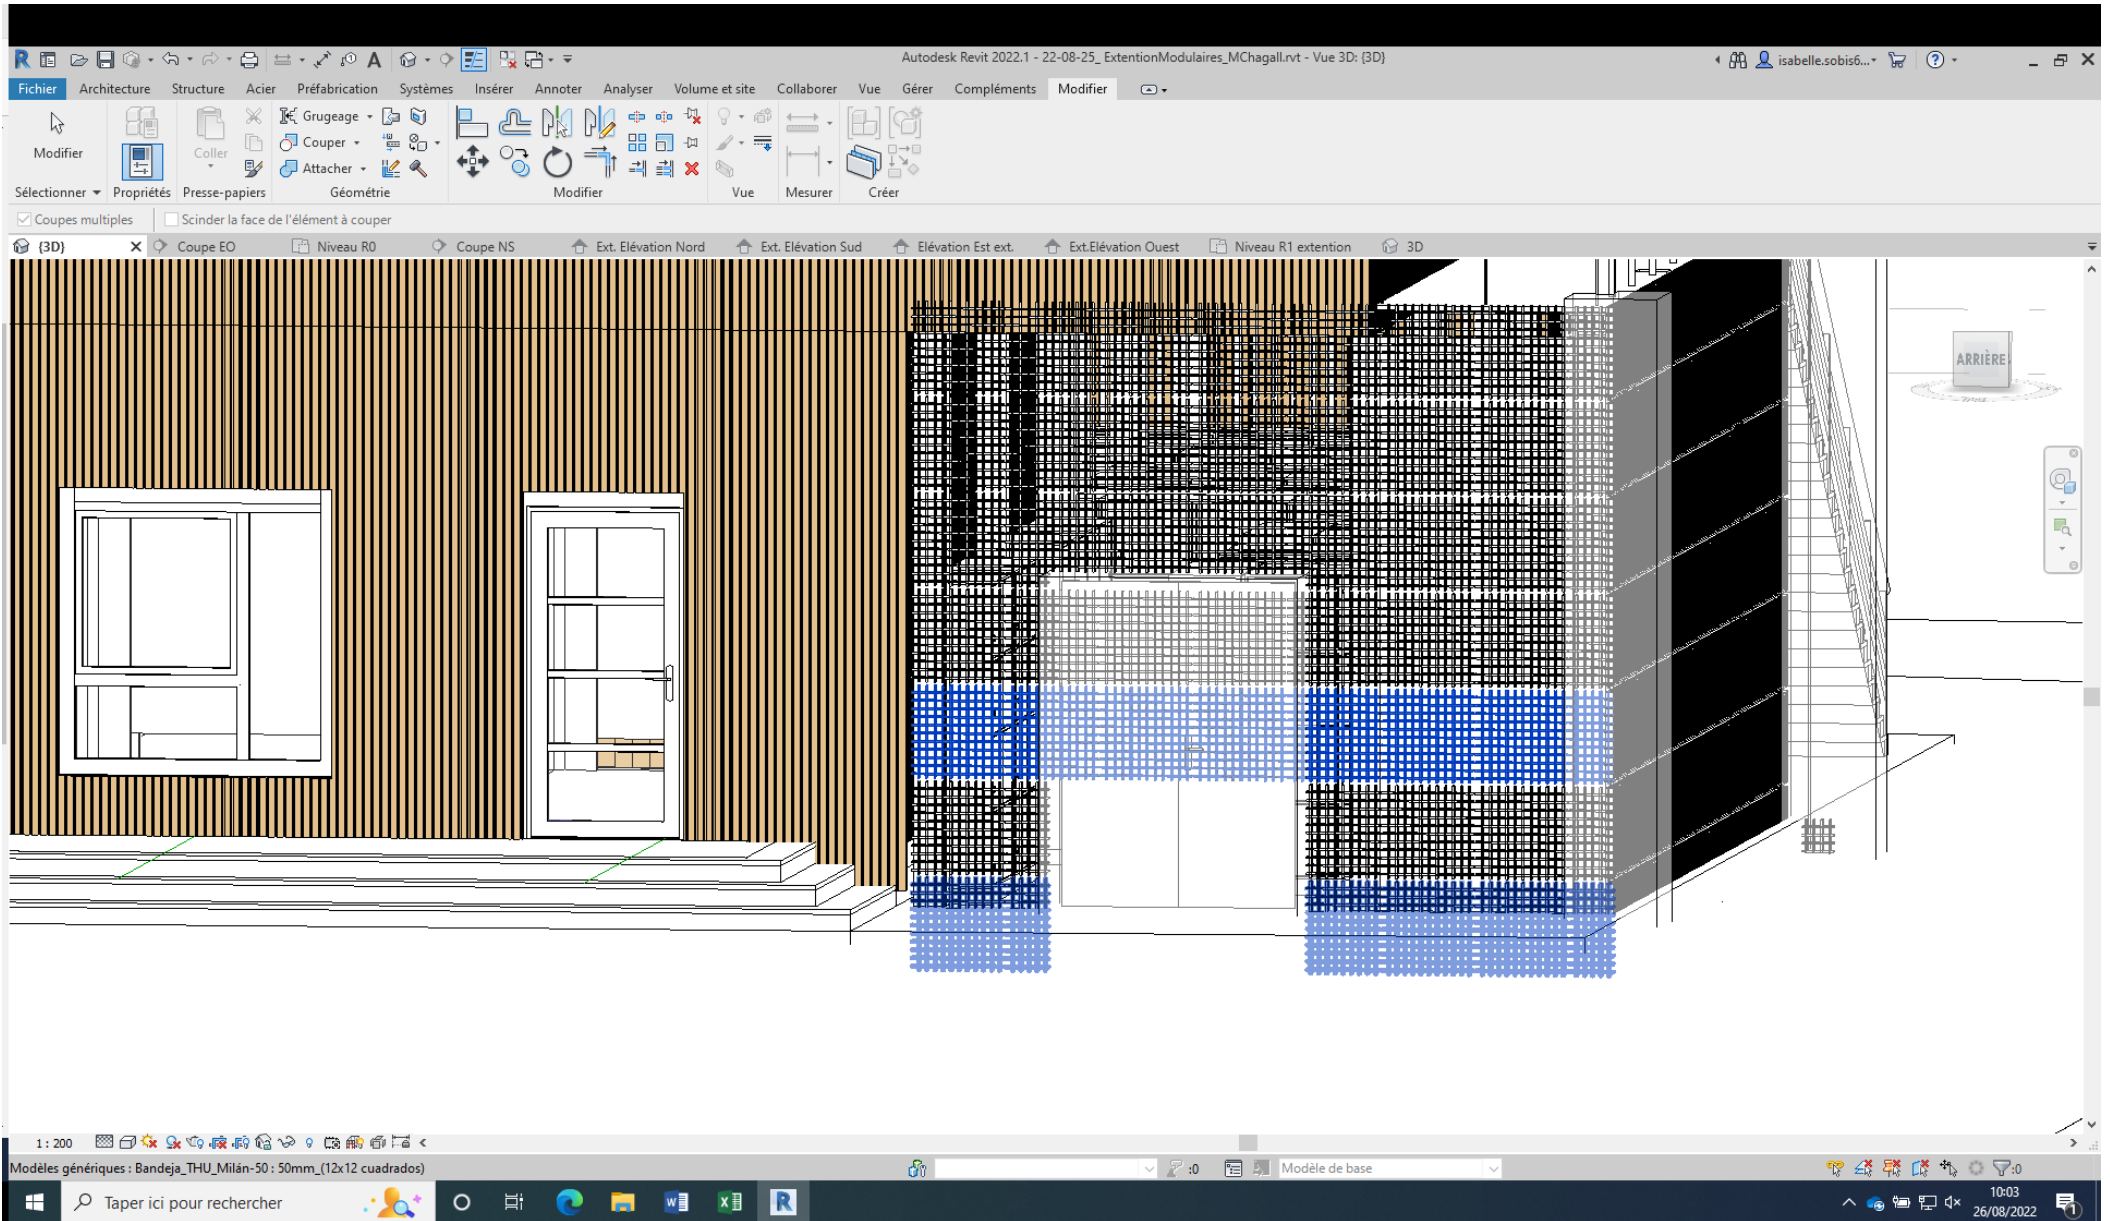 Autodesk Revit 2022.1 - 22-08-25_ ExtentionModulaires_MChagall.rvt - Vue 3D: {3D}
isabelle.sobis6...
Fichier Architecture Structure Acier Préfabrication Systèmes Insérer Annoter Analyser Volume et site Collaborer Vue Gérer Compléments Modifier
Modifier
Coller
Grugeage
Couper
Attacher
Sélectionner Propriétés Presse-papiers Géométrie Modifier Vue Mesurer Créer
Coupes multiples Scinder la face de l'élément à couper
{3D} Coupe EO Niveau R0 Coupe NS Ext. Elévation Nord Ext. Elévation Sud Elévation Est ext. Ext.Elévation Ouest Niveau R1 extention 3D
ARRIÈRE
1 : 200
Modèles génériques : Bandeja_THU_Milán-50 : 50mm_(12x12 cuadrados) :0 Modèle de base :0
Taper ici pour rechercher
10:03
26/08/2022